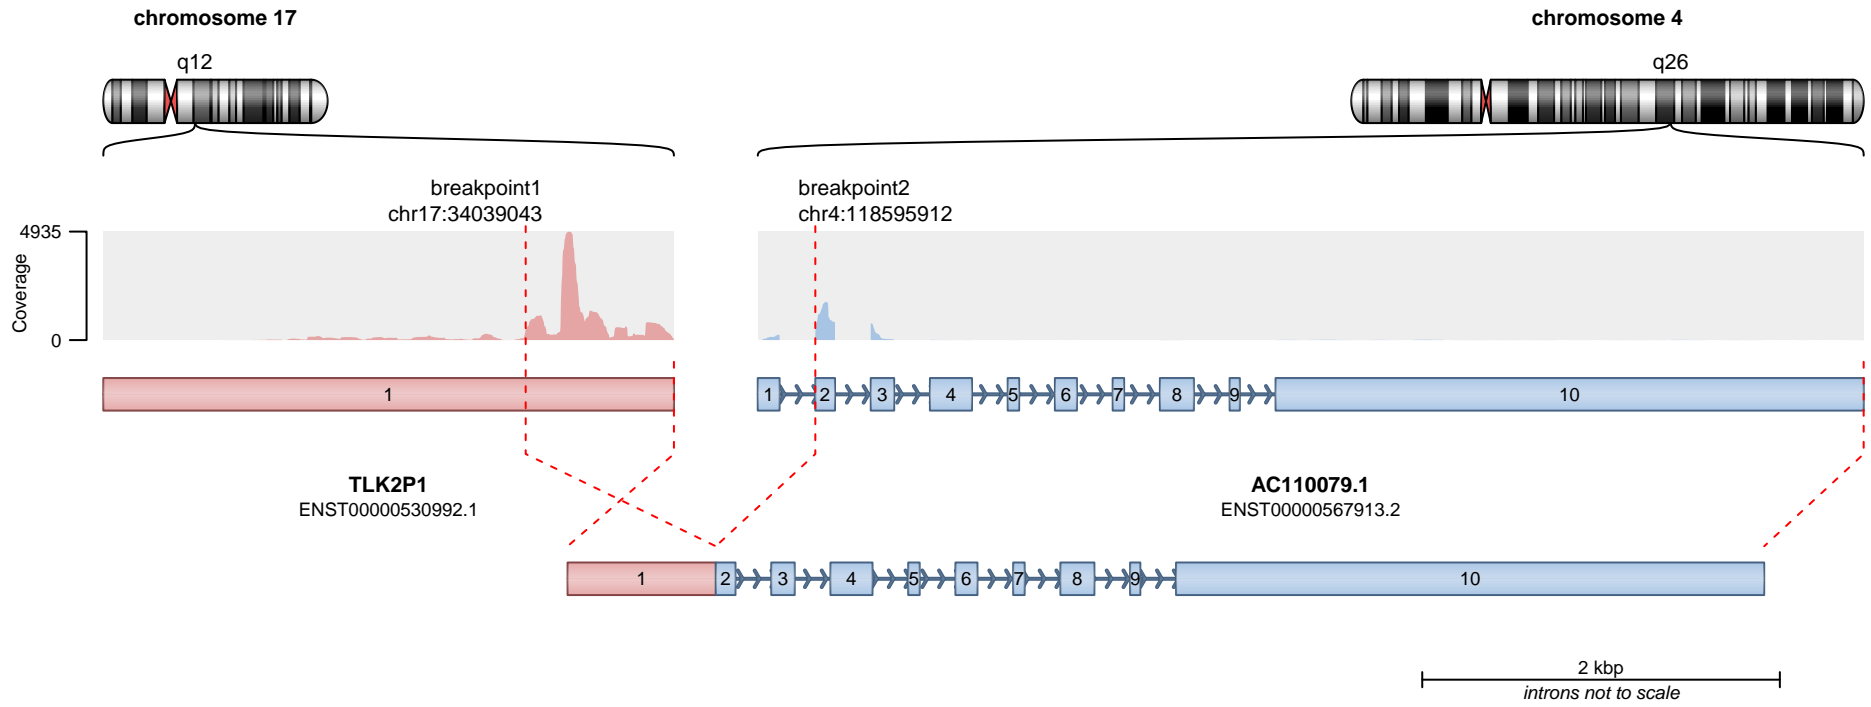 chromosome 17
chromosome 4
q12
q26
breakpoint1
chr17:34039043
breakpoint2
chr4:118595912
4935
0
Coverage
1
1 2 3 4 5 6 7 8 9 10
TLK2P1
ENST00000530992.1
AC110079.1
ENST00000567913.2
1 2 3 4 5 6 7 8 9 10
2 kbp
introns not to scale